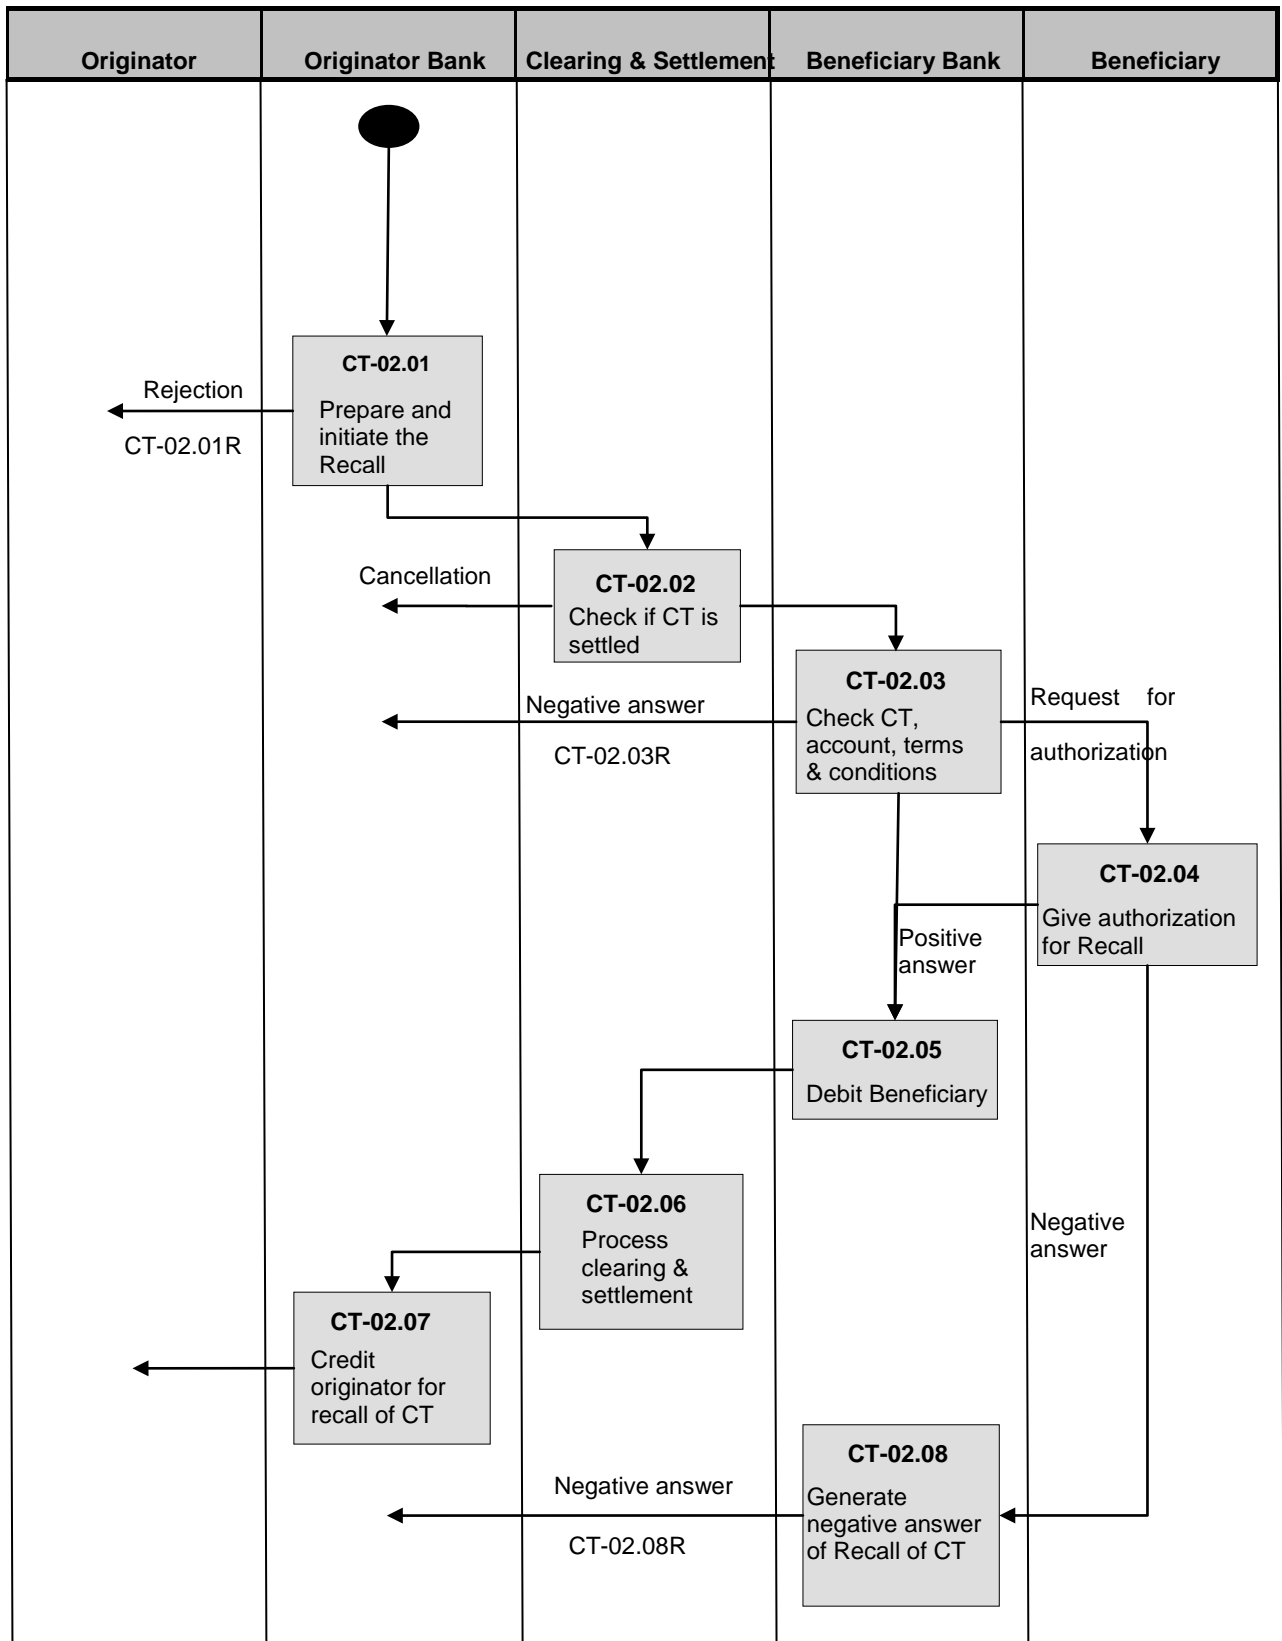 Originator
Originator Bank
Clearing & Settlement
Beneficiary Bank
Beneficiary
CT-02.01
Prepare and
initiate the
Recall
Rejection
CT-02.01R
Cancellation
CT-02.02
Check if CT is
settled
CT-02.03
Check CT,
account, terms
& conditions
Negative answer
CT-02.03R
Request for
authorization
CT-02.04
Give authorization
for Recall
Positive
answer
CT-02.05
Debit Beneficiary
CT-02.06
Process
clearing &
settlement
Negative
answer
CT-02.07
Credit
originator for
recall of CT
CT-02.08
Generate
negative answer
of Recall of CT
Negative answer
CT-02.08R